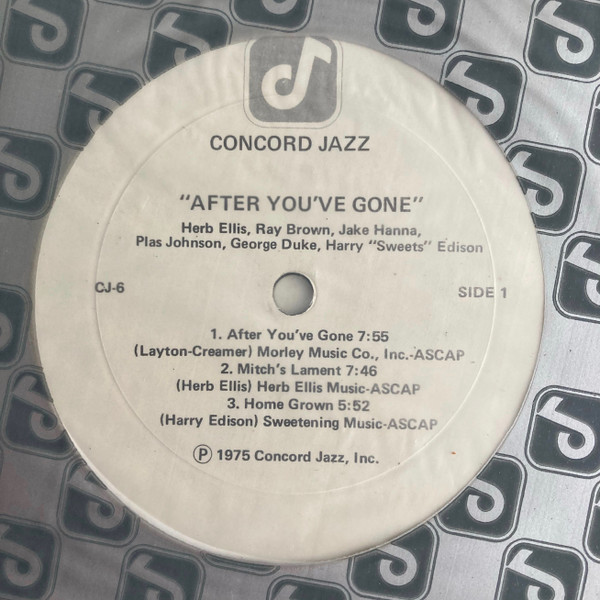 CONCORD JAZZ
"AFTER YOU'VE GONE"
Herb Ellis, Ray Brown, Jake Hanna,
Plas Johnson, George Duke, Harry "Sweets" Edison
CJ-6
SIDE 1
1. After You've Gone 7:55
(Layton-Creamer) Morley Music Co., Inc.-ASCAP
2. Mitch's Lament 7:46
(Herb Ellis) Herb Ellis Music-ASCAP
3. Home Grown 5:52
(Harry Edison) Sweetening Music-ASCAP
Ⓟ 1975 Concord Jazz, Inc.